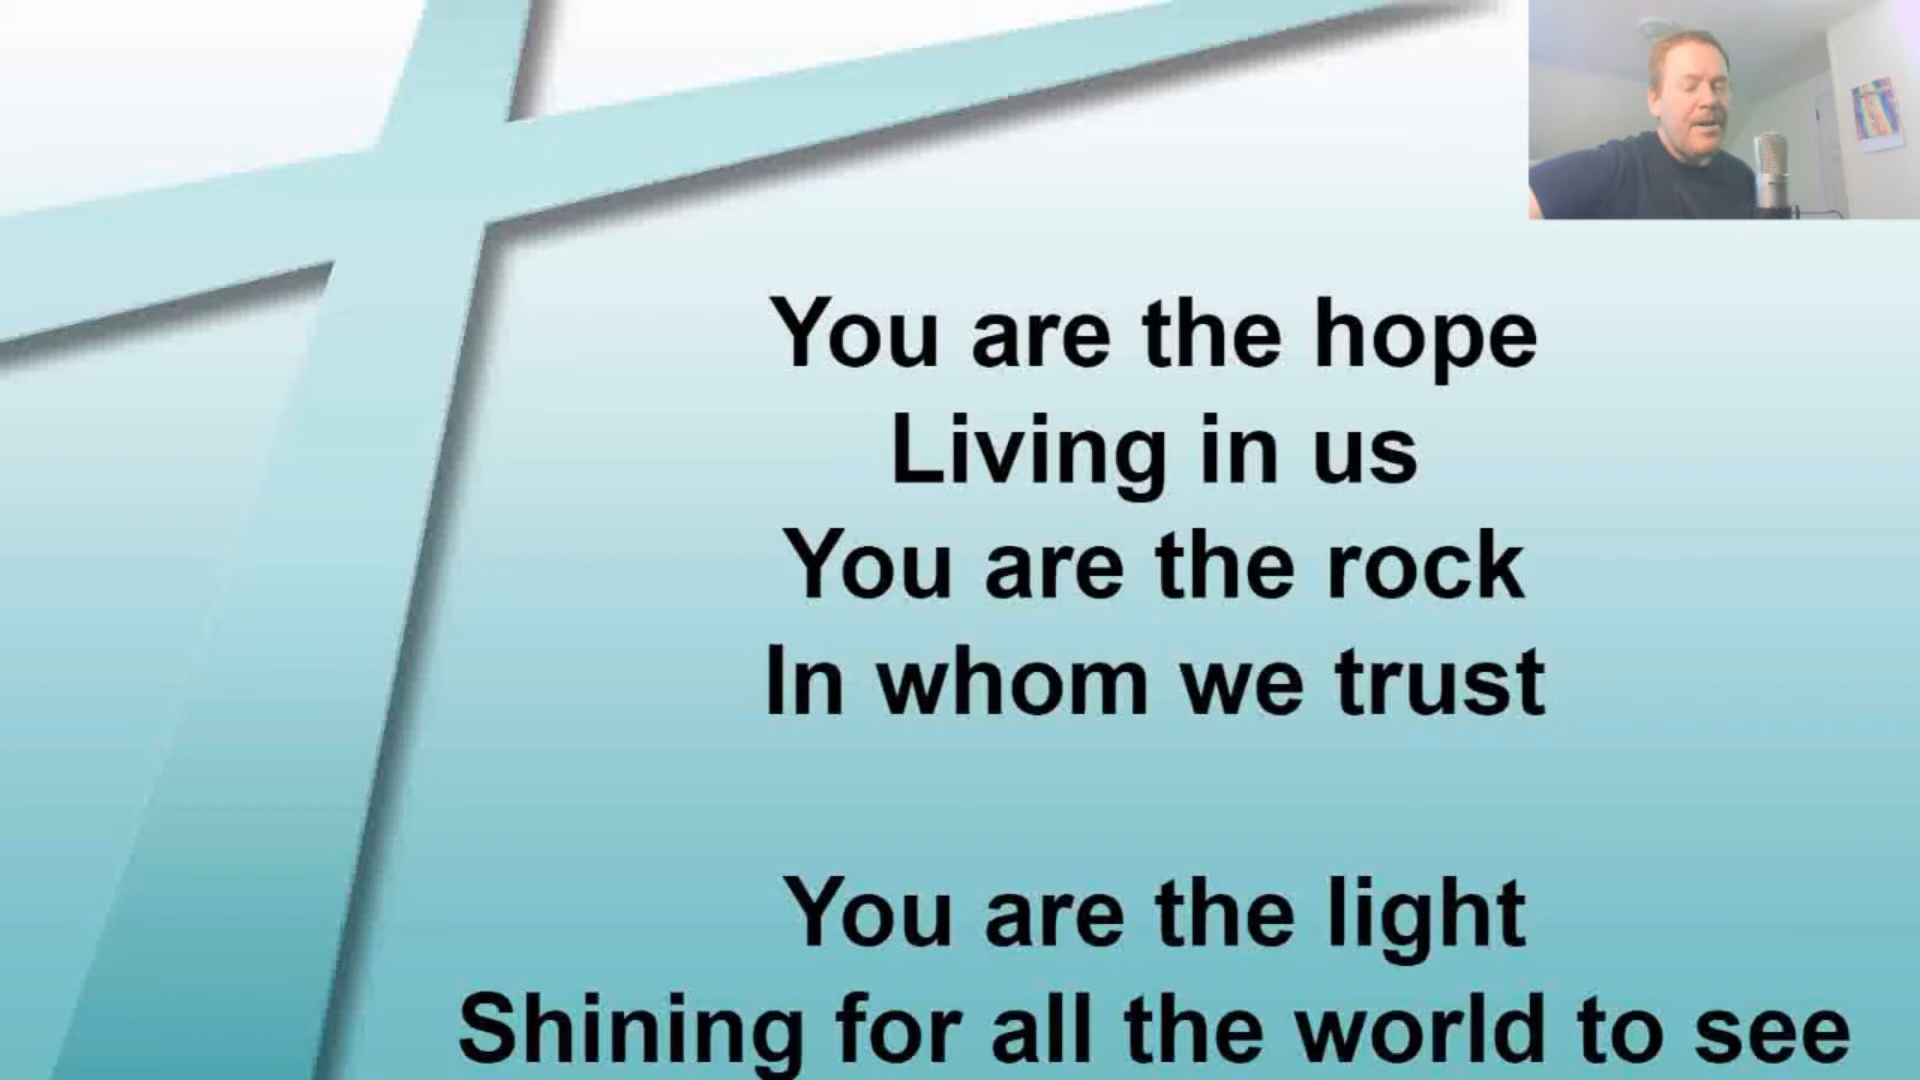 You are the hope
Living in us
You are the rock
In whom we trust
You are the light
Shining for all the world to see